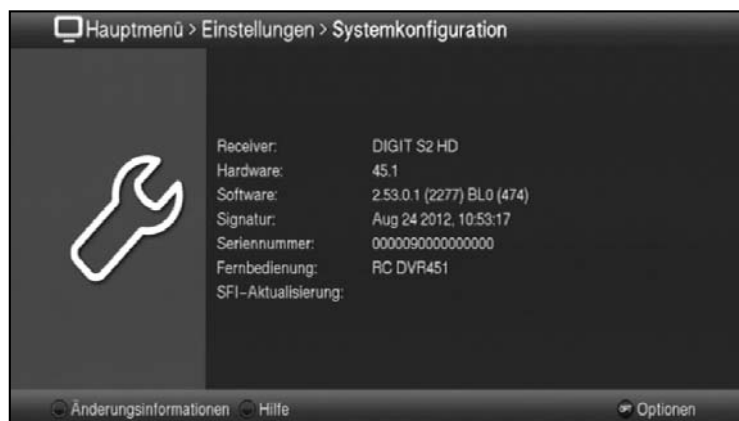 Hauptmenü > Einstellungen > Systemkonfiguration
Receiver: DIGIT S2 HD
Hardware: 45.1
Software: 2.53.0.1 (2277) BL0 (474)
Signatur: Aug 24 2012, 10:53:17
Seriennummer: 0000090000000000
Fernbedienung: RC DVR451
SFI-Aktualisierung:
Änderungsinformationen Hilfe OPT Optionen